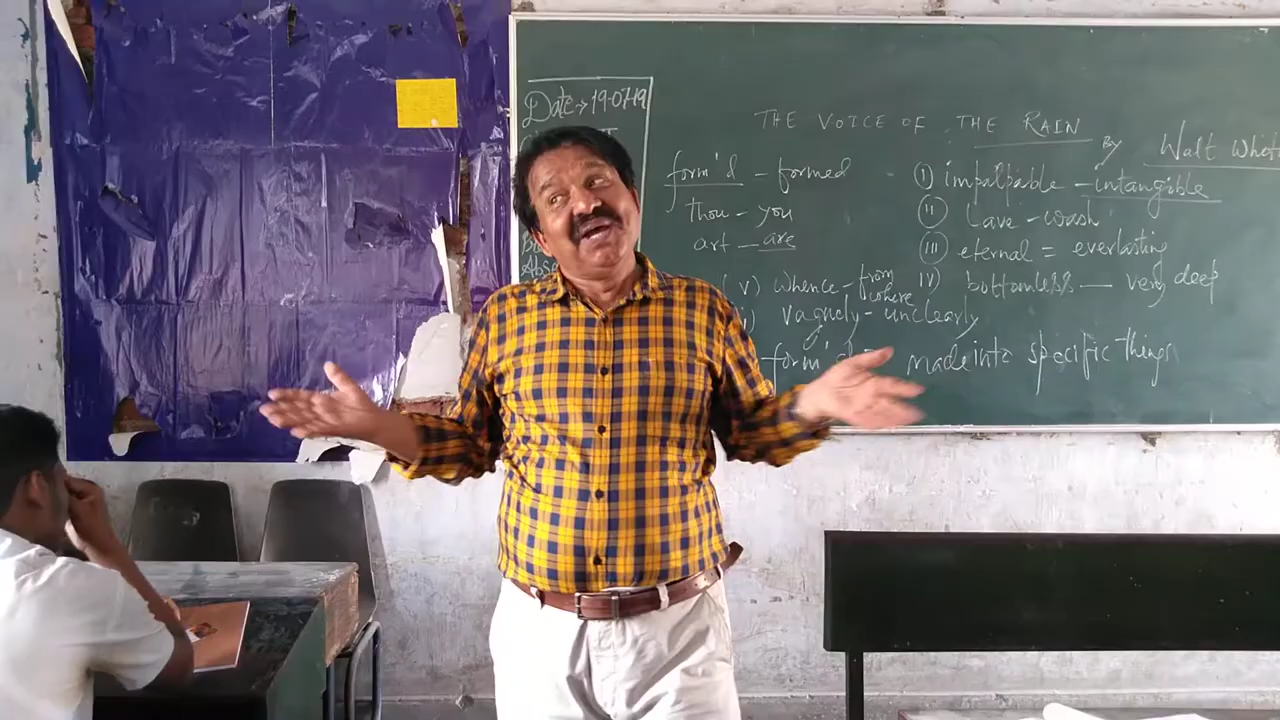 Date → 19-07-19
THE VOICE OF THE RAIN
By Walt
form'd - formed
thou - you
art - are
Abse
(I) impalpable - intangible
(II) Lave - wash
(III) eternal = everlasting
IV) bottomless - very deep
V) Whence - from where
vaguely - unclearly
made into specific things